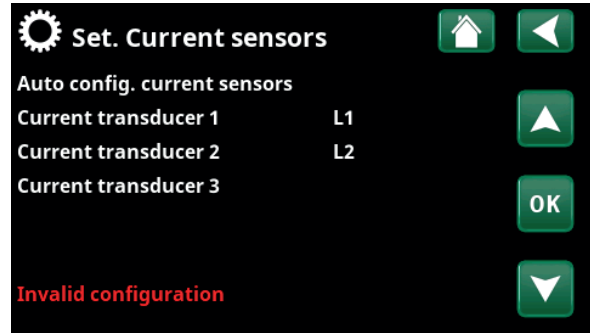 Set. Current sensors
Auto config. current sensors
Current transducer 1 L1
Current transducer 2 L2
Current transducer 3
OK
Invalid configuration